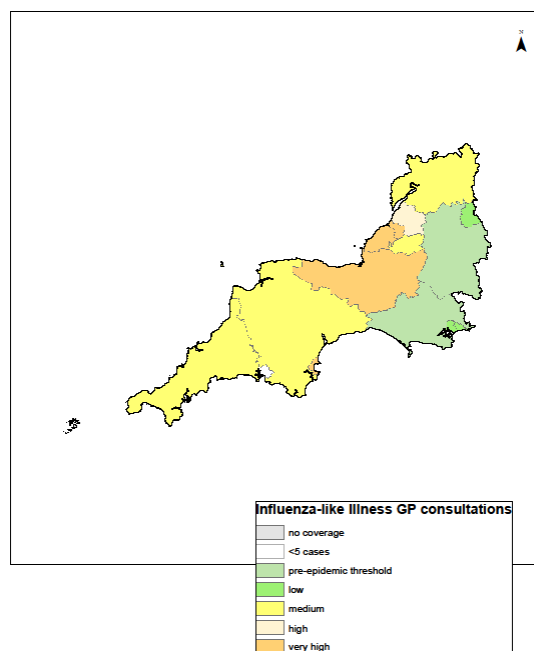 N
Influenza-like Illness GP consultations
no coverage
<5 cases
pre-epidemic threshold
low
medium
high
very high